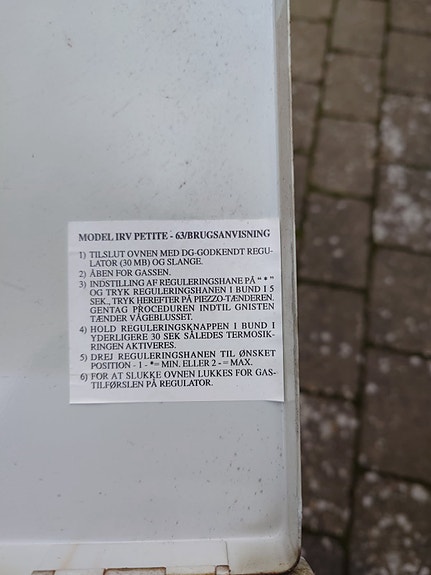 MODEL IRV PETITE - 63/BRUGSANVISNING
1) TILSLUT OVNEN MED DG-GODKENDT REGU-
LATOR (30 MB) OG SLANGE.
2) ÅBEN FOR GASSEN.
3) INDSTILLING AF REGULERINGSHANE PÅ “ * ”
OG TRYK REGULERINGSHANEN I BUND I 5
SEK., TRYK HEREFTER PÅ PIEZZO-TÆNDEREN.
GENTAG PROCEDUREN INDTIL GNISTEN
TÆNDER VÅGEBLUSSET.
4) HOLD REGULERINGSKNAPPEN I BUND I
YDERLIGERE 30 SEK SÅLEDES TERMOSIK-
RINGEN AKTIVERES.
5) DREJ REGULERINGSHANEN TIL ØNSKET
POSITION - 1 - *= MIN. ELLER 2 - = MAX.
6) FOR AT SLUKKE OVNEN LUKKES FOR GAS-
TILFØRSLEN PÅ REGULATOR.